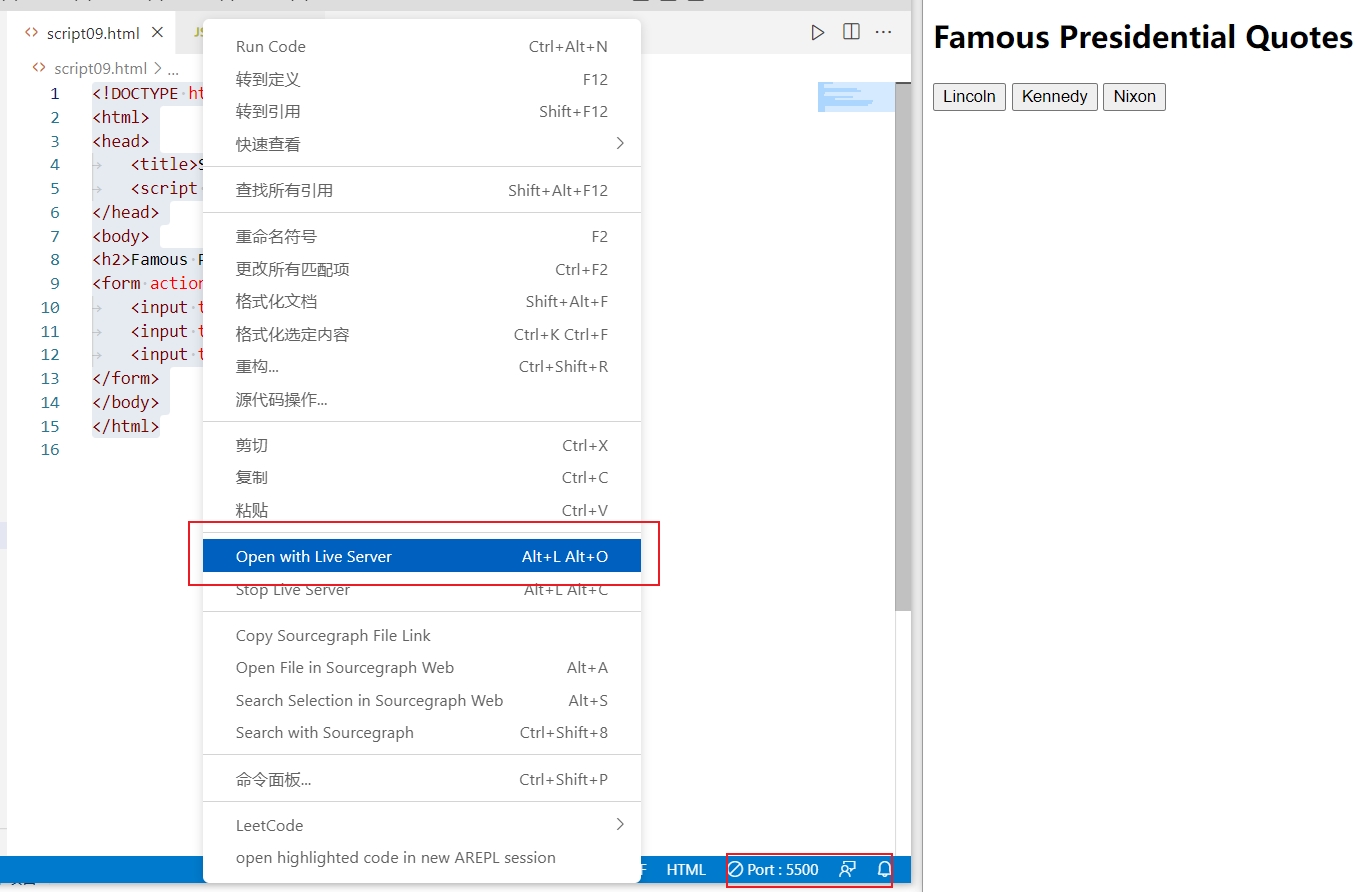 script09.html
JS
script09.html > ...
1 <!DOCTYPE ht
2 <html>
3 <head>
4 <title>S
5 <script
6 </head>
7 <body>
8 <h2>Famous P
9 <form action
10 <input t
11 <input t
12 <input t
13 </form>
14 </body>
15 </html>
16
Run Code Ctrl+Alt+N
转到定义 F12
转到引用 Shift+F12
快速查看
查找所有引用 Shift+Alt+F12
重命名符号 F2
更改所有匹配项 Ctrl+F2
格式化文档 Shift+Alt+F
格式化选定内容 Ctrl+K Ctrl+F
重构... Ctrl+Shift+R
源代码操作...
剪切 Ctrl+X
复制 Ctrl+C
粘贴 Ctrl+V
Open with Live Server Alt+L Alt+O
Stop Live Server Alt+L Alt+C
Copy Sourcegraph File Link
Open File in Sourcegraph Web Alt+A
Search Selection in Sourcegraph Web Alt+S
Search with Sourcegraph Ctrl+Shift+8
命令面板... Ctrl+Shift+P
LeetCode
open highlighted code in new AREPL session
F HTML Port : 5500
Famous Presidential Quotes
Lincoln Kennedy Nixon